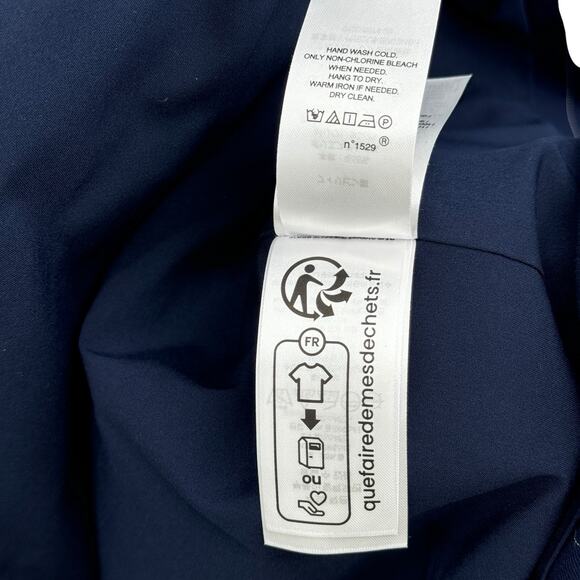 HAND WASH COLD.
ONLY NON-CHLORINE BLEACH
WHEN NEEDED.
HANG TO DRY.
WARM IRON IF NEEDED.
DRY CLEAN.
P
n°1529 ®
FR
ou
quefairedemesdechets.fr